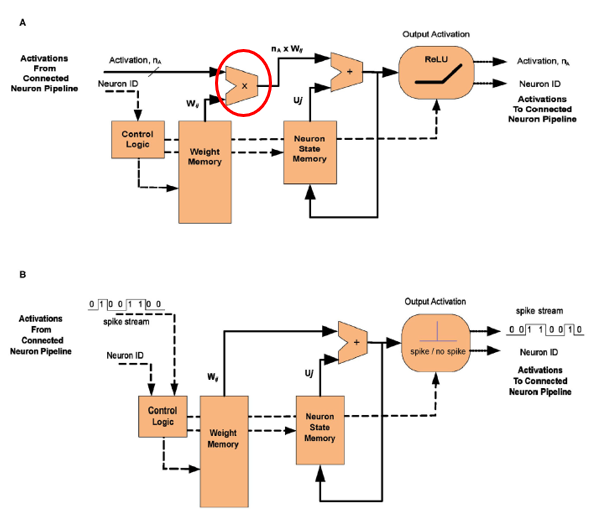 A
Output Activation
Activations
From
Connected
Neuron Pipeline
Activation, nA
Neuron ID
nA x Wij
x
+
ReLU
Activation, nA
Neuron ID
Activations
To Connected
Neuron Pipeline
Wij
Uj
Control
Logic
Weight
Memory
Neuron
State
Memory
B
0 1 0 0 1 1 0 0
spike stream
Activations
From
Connected
Neuron Pipeline
Neuron ID
Output Activation
+
spike / no spike
spike stream
0 0 1 1 0 0 1 0
Neuron ID
Activations
To Connected
Neuron Pipeline
Wij
Uj
Control
Logic
Weight
Memory
Neuron
State
Memory